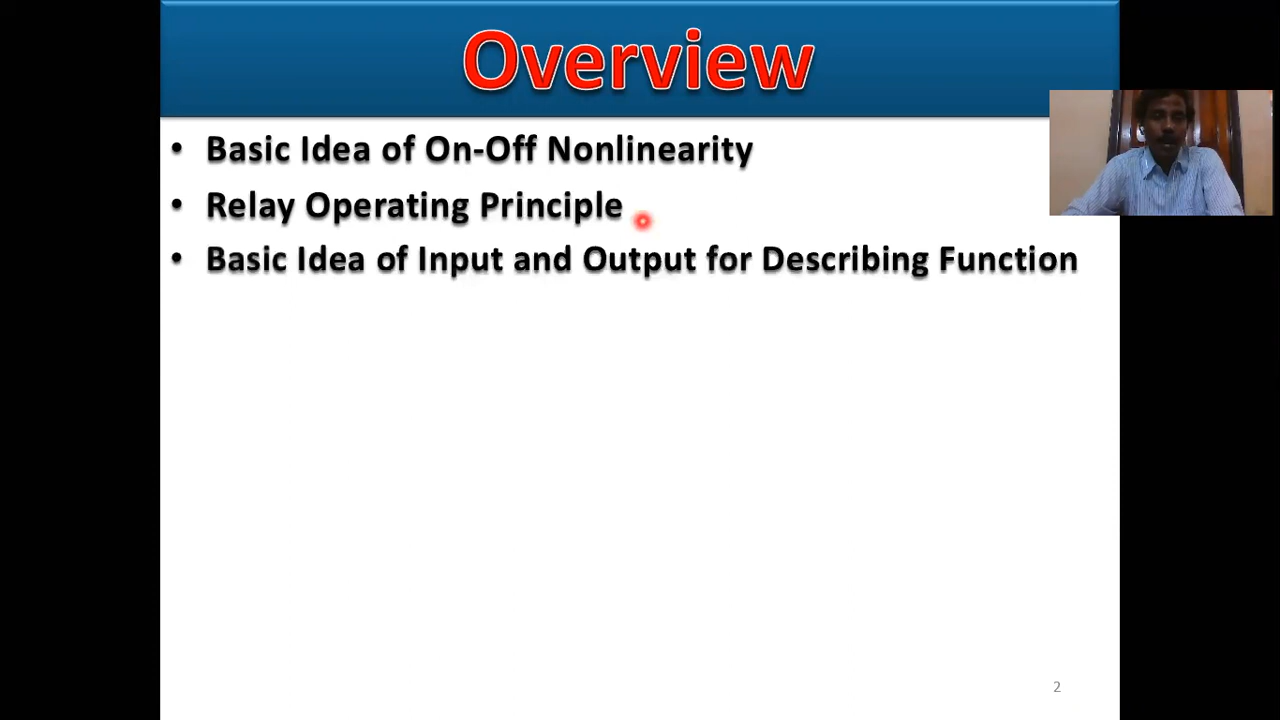 Overview
• Basic Idea of On-Off Nonlinearity
• Relay Operating Principle
• Basic Idea of Input and Output for Describing Function
2